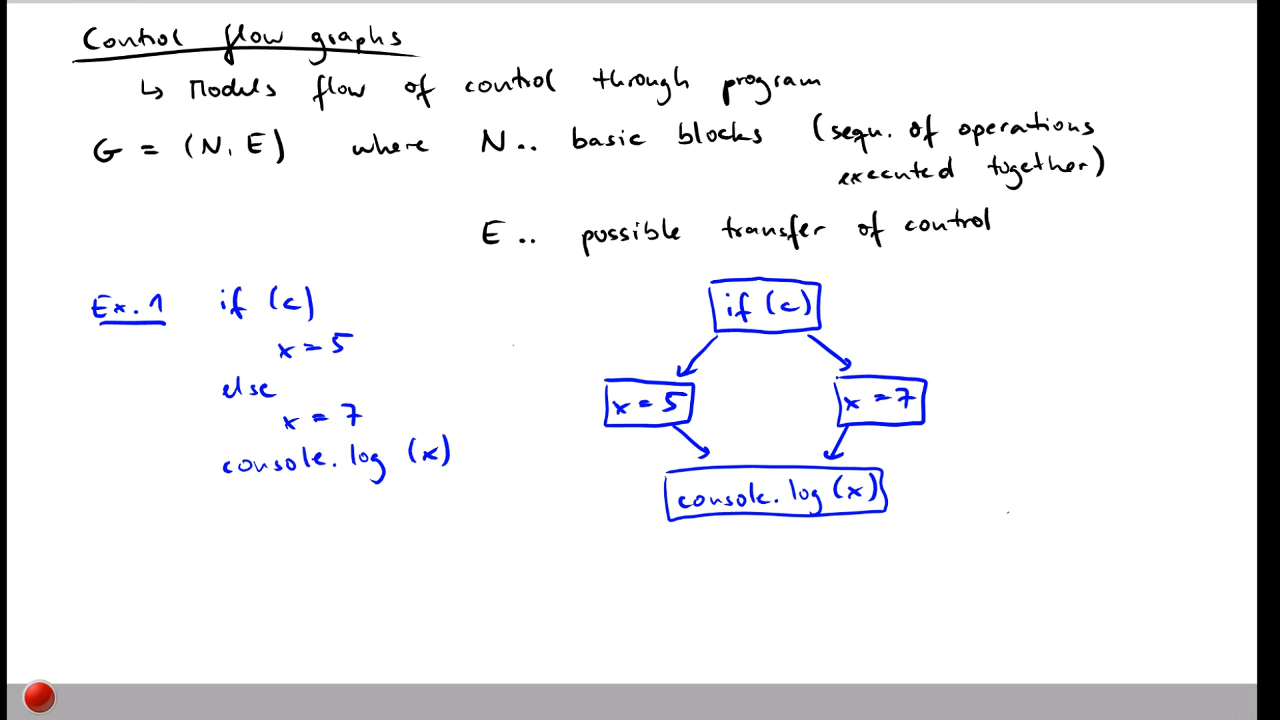 Control flow graphs
↳ Models flow of control through program
G = (N, E) where N.. basic blocks (sequ. of operations
executed together)
E .. possible transfer of control
Ex. 1 if (c)
x = 5
else
x = 7
console.log (x)
if (c)
x = 5 x = 7
console.log (x)